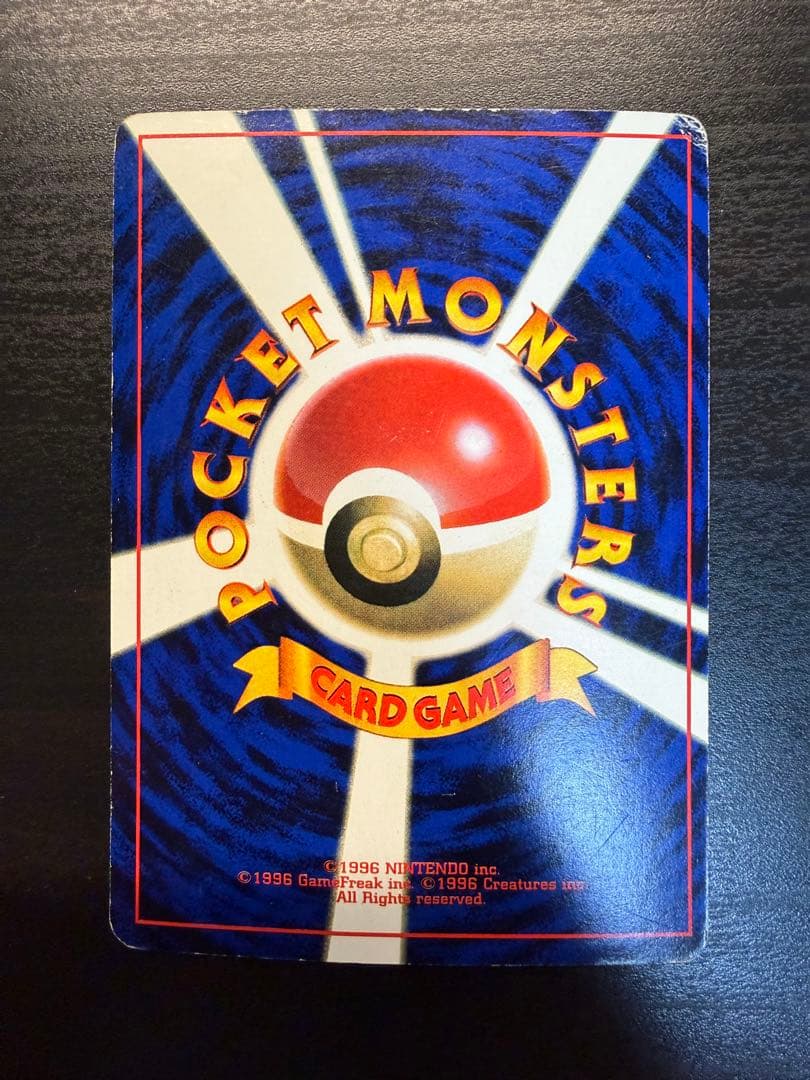 POCKET MONSTERS
CARD GAME
©1996 NINTENDO inc.
©1996 GameFreak inc. ©1996 Creatures inc.
All Rights reserved.